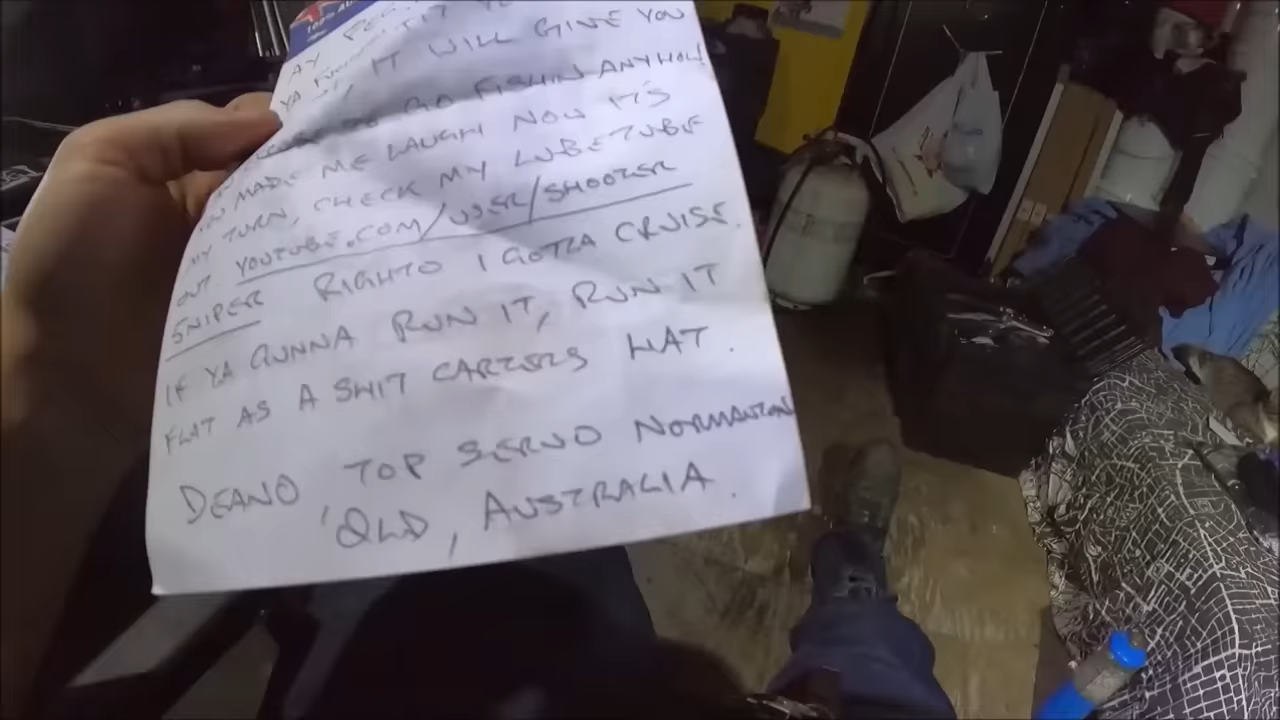 IT WILL GIVE YOU
GO FISHIN ANYHOW!
MADE ME LAUGH NOW ITS
MY TURN, CHECK MY LUBETUBE
OUT YOUTUBE.COM/USER/SHOOTER
SNIPER RIGHTO I GOTTA CRUISE.
IF YA GUNNA RUN IT, RUN IT
FLAT AS A SHIT CARTERS HAT.
DEANO TOP SERVO NORMANTON
QLD, AUSTRALIA.